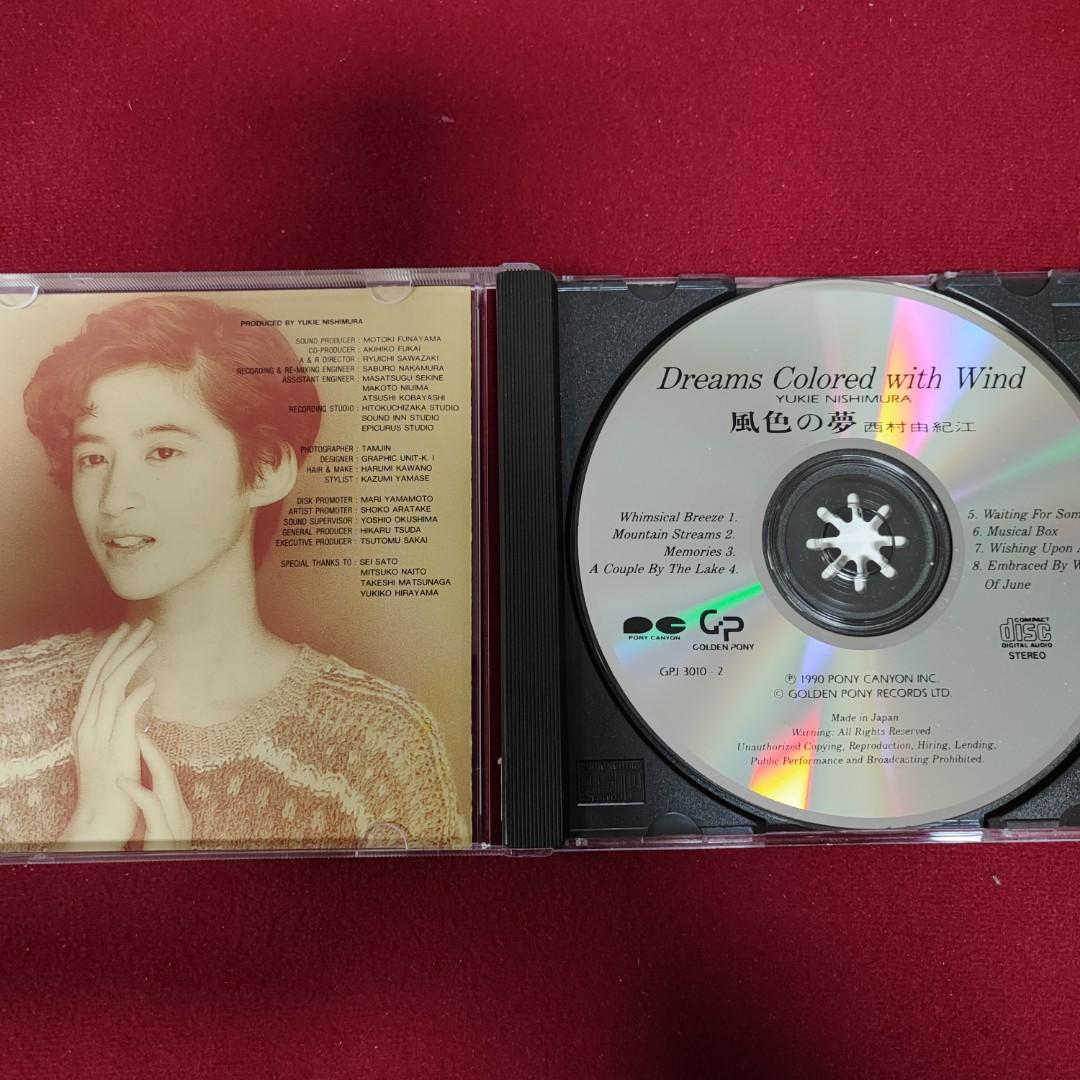 PRODUCED BY YUKIE NISHIMURA
SOUND PRODUCER : MOTOKI FUNAYAMA
CO-PRODUCER : AKIHIKO FUKAI
A & R DIRECTOR : RYUICHI SAWAZAKI
RECORDING & RE-MIXING ENGINEER : SABURO NAKAMURA
ASSISTANT ENGINEER : MASATSUGU SEKINE
MAKOTO NIIJIMA
ATSUSHI KOBAYASHI
RECORDING STUDIO : HITOKUCHIZAKA STUDIO
SOUND INN STUDIO
EPICURUS STUDIO
PHOTOGRAPHER : TAMJIN
DESIGNER : GRAPHIC UNIT-K. I
HAIR & MAKE : HARUMI KAWANO
STYLIST : KAZUMI YAMASE
DISK PROMOTER : MARI YAMAMOTO
ARTIST PROMOTER : SHOKO ARATAKE
SOUND SUPERVISOR : YOSHIO OKUSHIMA
GENERAL PRODUCER : HIKARU TSUDA
EXECUTIVE PRODUCER : TSUTOMU SAKAI
SPECIAL THANKS TO : SEI SATO
MITSUKO NAITO
TAKESHI MATSUNAGA
YUKIKO HIRAYAMA
Dreams Colored with Wind
YUKIE NISHIMURA
風色の夢 西村由紀江
Whimsical Breeze 1.
Mountain Streams 2.
Memories 3.
A Couple By The Lake 4.
5. Waiting For
6. Musical Box
7. Wishing Upon
8. Embraced By
Of June
PONY CANYON
GP
GOLDEN PONY
GPJ 3010 - 2
COMPACT
disc
DIGITAL AUDIO
STEREO
Ⓟ 1990 PONY CANYON INC.
© GOLDEN PONY RECORDS LTD.
Made in Japan
Warning: All Rights Reserved.
Unauthorized Copying, Reproduction, Hiring, Lending,
Public Performance and Broadcasting Prohibited.